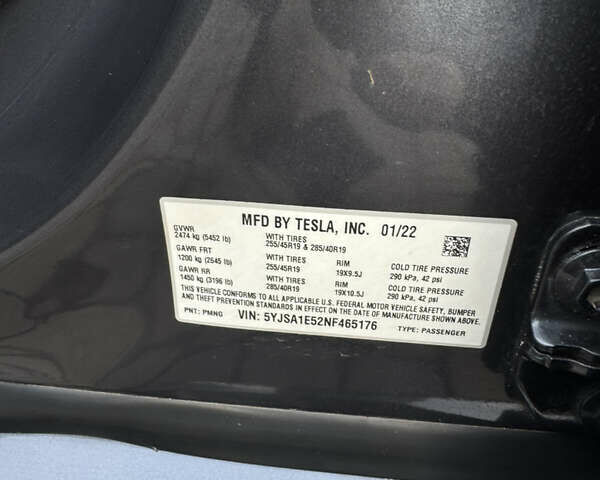 MFD BY TESLA, INC. 01/22
GVWR WITH TIRES
2474 kg (5452 lb) 255/45R19 & 285/40R19
GAWR FRT WITH TIRES RIM COLD TIRE PRESSURE
1200 kg (2645 lb) 255/45R19 19X9.5J 290 kPa, 42 psi
GAWR RR WITH TIRES RIM COLD TIRE PRESSURE
1450 kg (3196 lb) 285/40R19 19X10.5J 290 kPa, 42 psi
THIS VEHICLE CONFORMS TO ALL APPLICABLE U.S. FEDERAL MOTOR VEHICLE SAFETY, BUMPER
AND THEFT PREVENTION STANDARDS IN EFFECT ON THE DATE OF MANUFACTURE SHOWN ABOVE.
PNT: PMNG VIN: 5YJSA1E52NF465176 TYPE: PASSENGER